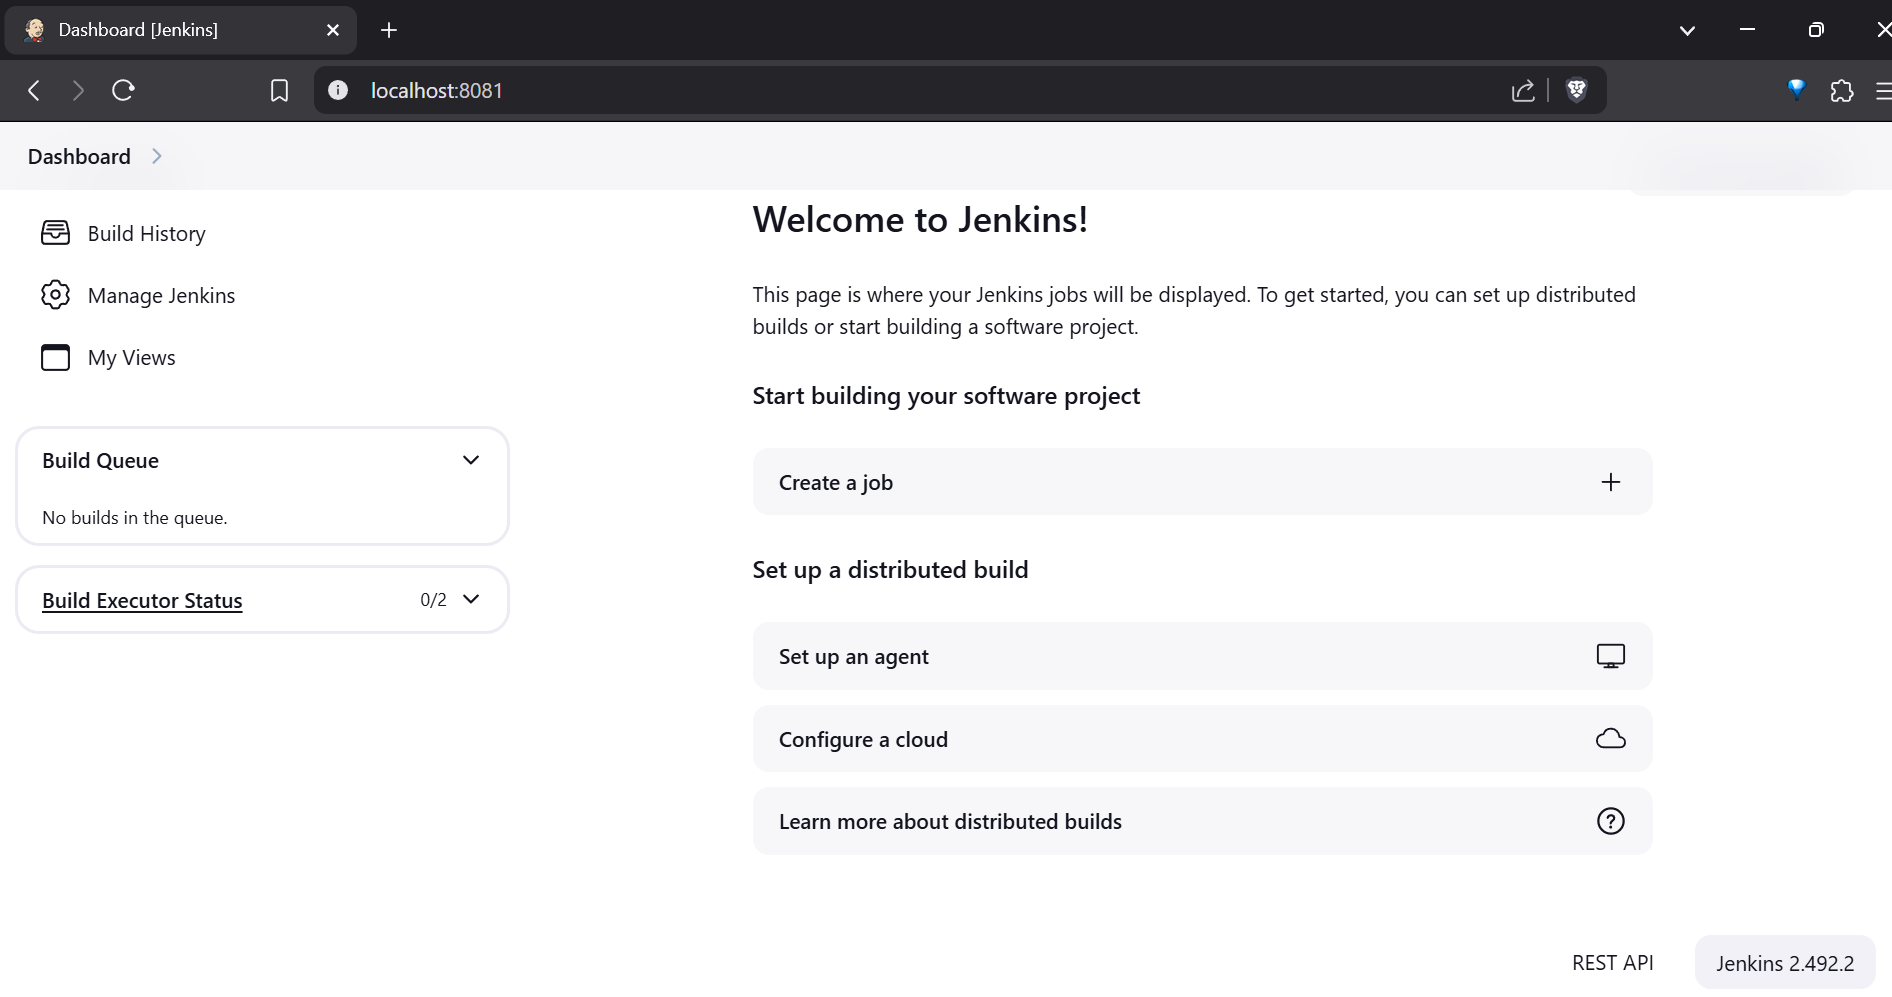 Dashboard [Jenkins]
localhost:8081
Dashboard
Build History
Manage Jenkins
My Views
Build Queue
No builds in the queue.
Build Executor Status 0/2
Welcome to Jenkins!
This page is where your Jenkins jobs will be displayed. To get started, you can set up distributed
builds or start building a software project.
Start building your software project
Create a job
Set up a distributed build
Set up an agent
Configure a cloud
Learn more about distributed builds
REST API
Jenkins 2.492.2